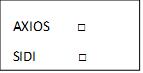 AXIOS □
SIDI □